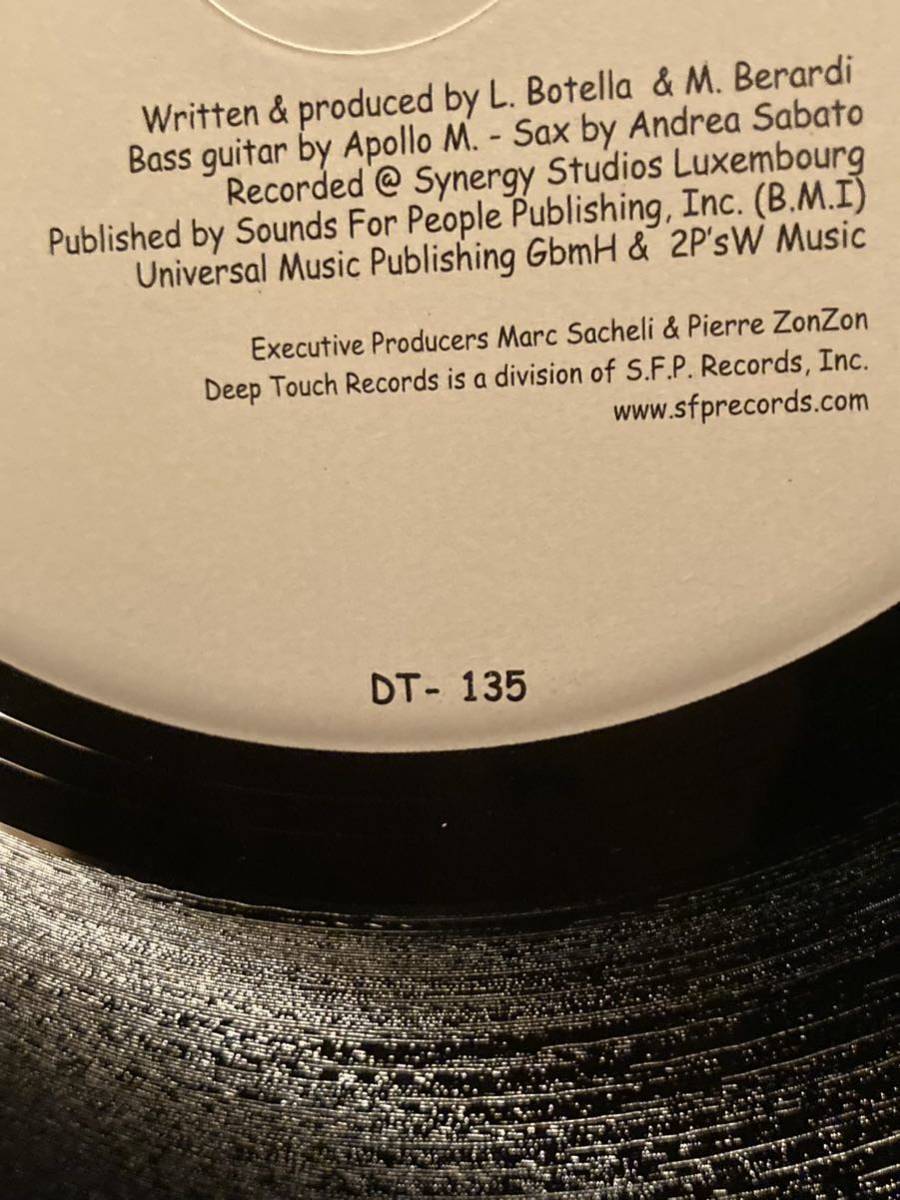 Written & produced by L. Botella & M. Berardi
Bass guitar by Apollo M. - Sax by Andrea Sabato
Recorded @ Synergy Studios Luxembourg
Published by Sounds For People Publishing, Inc. (B.M.I)
Universal Music Publishing GbmH & 2P'sW Music
Executive Producers Marc Sacheli & Pierre ZonZon
Deep Touch Records is a division of S.F.P. Records, Inc.
www.sfprecords.com
DT- 135